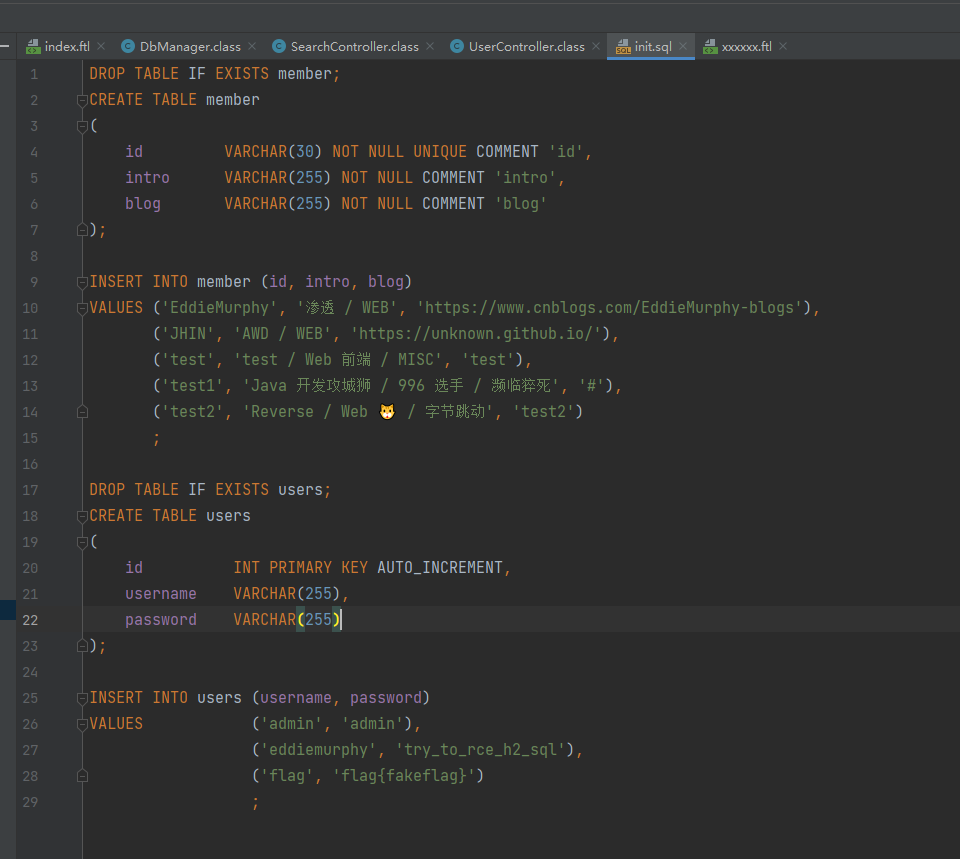 index.ftl DbManager.class SearchController.class UserController.class init.sql xxxxxx.ftl
1 DROP TABLE IF EXISTS member;
2 CREATE TABLE member
3 (
4 id VARCHAR(30) NOT NULL UNIQUE COMMENT 'id',
5 intro VARCHAR(255) NOT NULL COMMENT 'intro',
6 blog VARCHAR(255) NOT NULL COMMENT 'blog'
7 );
8
9 INSERT INTO member (id, intro, blog)
10 VALUES ('EddieMurphy', '渗透 / WEB', 'https://www.cnblogs.com/EddieMurphy-blogs'),
11 ('JHIN', 'AWD / WEB', 'https://unknown.github.io/'),
12 ('test', 'test / Web 前端 / MISC', 'test'),
13 ('test1', 'Java 开发攻城狮 / 996 选手 / 濒临猝死', '#'),
14 ('test2', 'Reverse / Web 🐱 / 字节跳动', 'test2')
15 ;
16
17 DROP TABLE IF EXISTS users;
18 CREATE TABLE users
19 (
20 id INT PRIMARY KEY AUTO_INCREMENT,
21 username VARCHAR(255),
22 password VARCHAR(255)
23 );
24
25 INSERT INTO users (username, password)
26 VALUES ('admin', 'admin'),
27 ('eddiemurphy', 'try_to_rce_h2_sql'),
28 ('flag', 'flag{fakeflag}')
29 ;